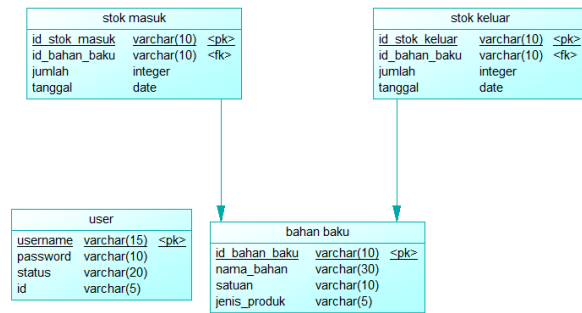 stok masuk
id_stok_masuk varchar(10) <pk>
id_bahan_baku varchar(10) <fk>
jumlah integer
tanggal date
stok keluar
id_stok_keluar varchar(10) <pk>
id_bahan_baku varchar(10) <fk>
jumlah integer
tanggal date
user
username varchar(15) <pk>
password varchar(10)
status varchar(20)
id varchar(5)
bahan baku
id_bahan_baku varchar(10) <pk>
nama_bahan varchar(30)
satuan varchar(10)
jenis_produk varchar(5)